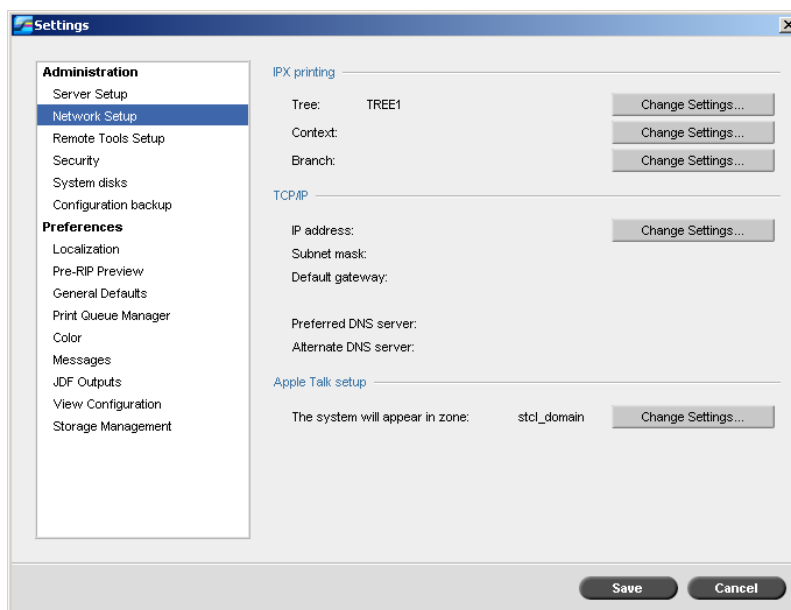 Settings
Administration
Server Setup
Network Setup
Remote Tools Setup
Security
System disks
Configuration backup
Preferences
Localization
Pre-RIP Preview
General Defaults
Print Queue Manager
Color
Messages
JDF Outputs
View Configuration
Storage Management
IPX printing
Tree: TREE1 Change Settings...
Context: Change Settings...
Branch: Change Settings...
TCP/IP
IP address: Change Settings...
Subnet mask:
Default gateway:
Preferred DNS server:
Alternate DNS server:
Apple Talk setup
The system will appear in zone: stcl_domain Change Settings...
Save Cancel